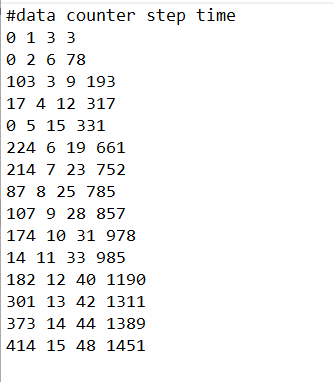 #data counter step time
0 1 3 3
0 2 6 78
103 3 9 193
17 4 12 317
0 5 15 331
224 6 19 661
214 7 23 752
87 8 25 785
107 9 28 857
174 10 31 978
14 11 33 985
182 12 40 1190
301 13 42 1311
373 14 44 1389
414 15 48 1451